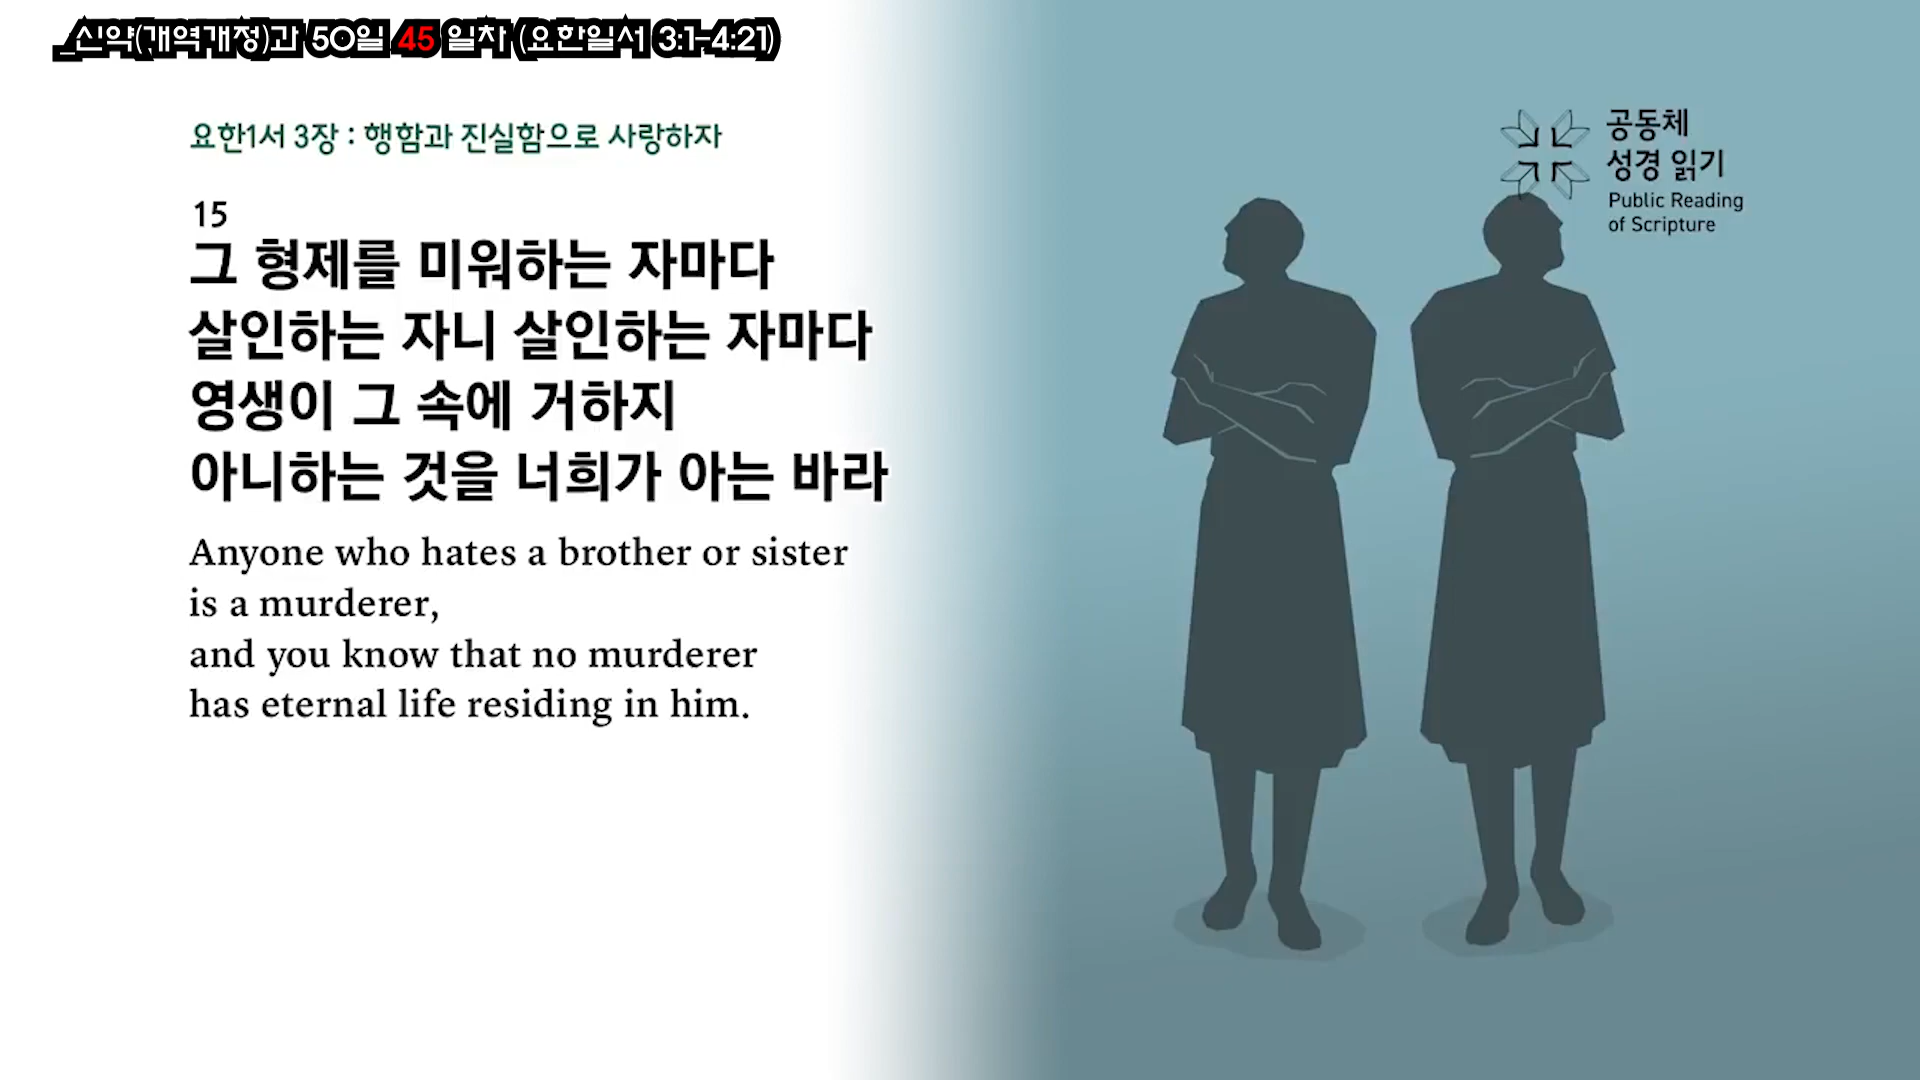 _신약(개역개정)과 50일 45 일차 (요한일서 3:1-4:21)
요한1서 3장 : 행함과 진실함으로 사랑하자
15
그 형제를 미워하는 자마다
살인하는 자니 살인하는 자마다
영생이 그 속에 거하지
아니하는 것을 너희가 아는 바라
Anyone who hates a brother or sister
is a murderer,
and you know that no murderer
has eternal life residing in him.
공동체
성경 읽기
Public Reading
of Scripture